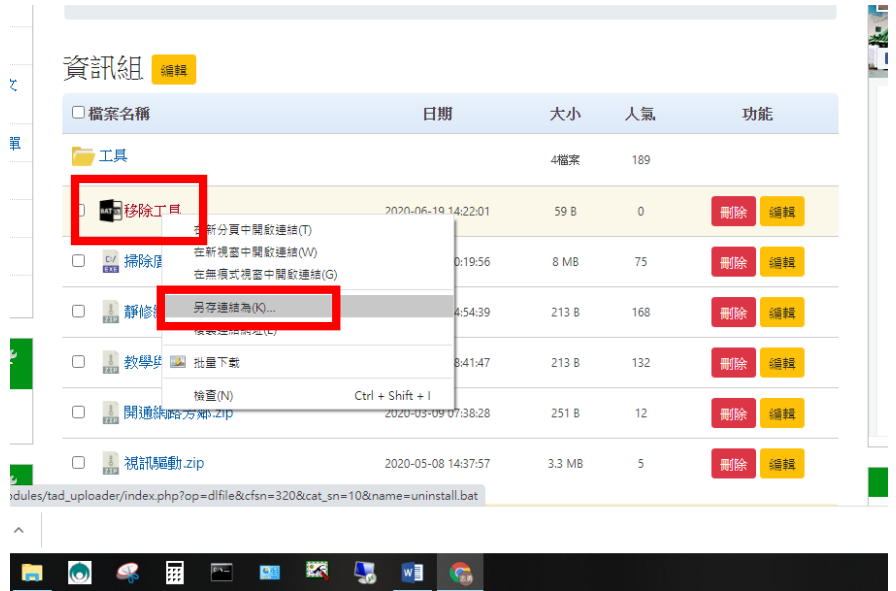 文
單
資訊組 編輯
檔案名稱 日期 大小 人氣 功能
工具 4檔案 189
移除工具 2020-06-19 14:22:01 59 B 0 刪除 編輯
在新分頁中開啟連結(T)
在新視窗中開啟連結(W)
掃除 0:19:56 8 MB 75 刪除 編輯
在無痕式視窗中開啟連結(G)
另存連結為(K)...
靜修 4:54:39 213 B 168 刪除 編輯
複製連結網址(E)
教學 批量下載 8:41:47 213 B 132 刪除 編輯
檢查(N) Ctrl + Shift + I
開通網路芳鄰.zip 2020-03-09 07:38:28 251 B 12 刪除 編輯
視訊驅動.zip 2020-05-08 14:37:57 3.3 MB 5 刪除 編輯
odules/tad_uploader/index.php?op=dlfile&cfsn=320&cat_sn=10&name=uninstall.bat